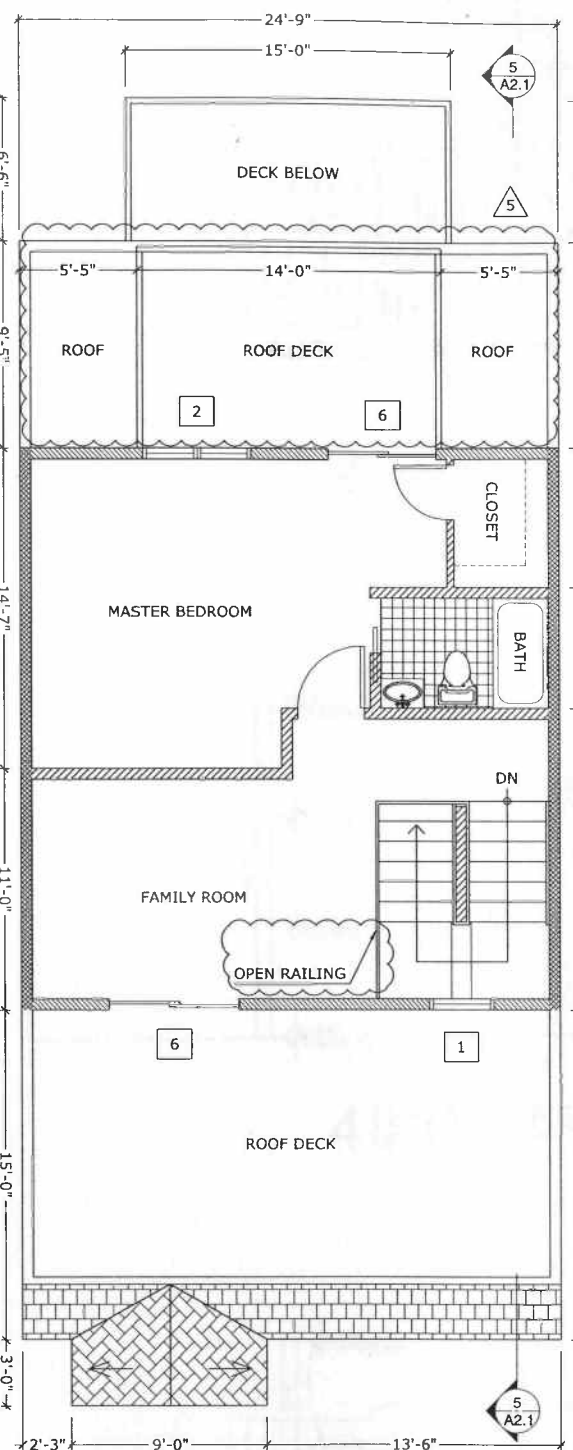 24'-9"
15'-0"
5
A2.1
6'-6"
DECK BELOW
5
5'-5"
14'-0"
5'-5"
9'-5"
ROOF
ROOF DECK
ROOF
2
6
CLOSET
14'-7"
MASTER BEDROOM
BATH
DN
11'-0"
FAMILY ROOM
OPEN RAILING
6
1
ROOF DECK
15'-0"
3'-0"
5
A2.1
2'-3"
9'-0"
13'-6"